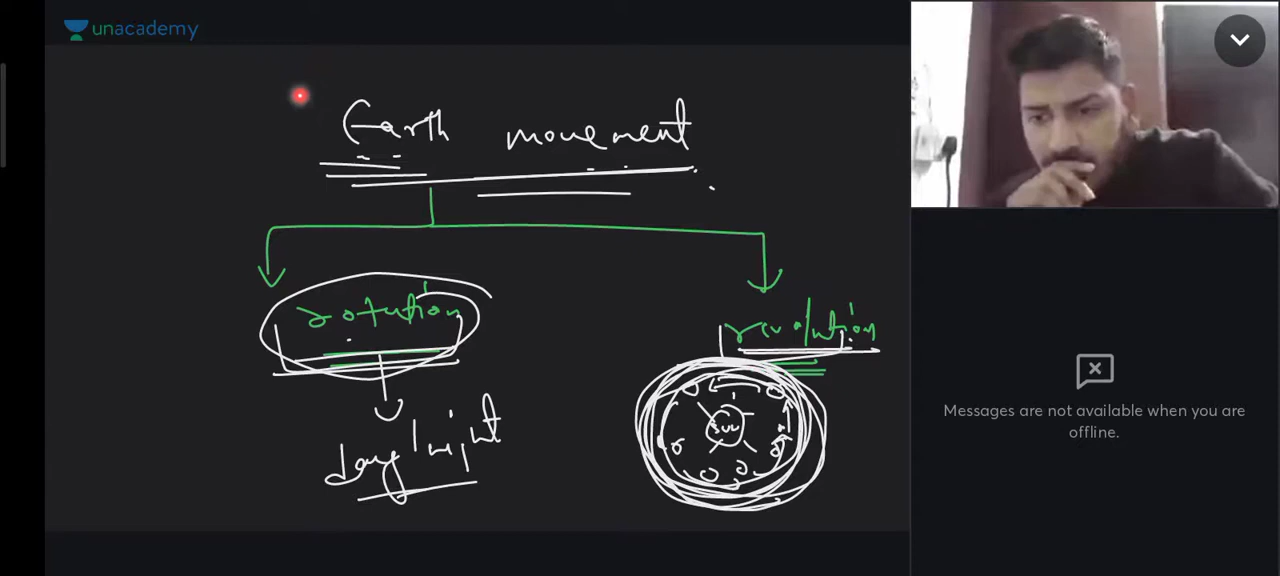 unacademy
Earth movement
rotation
revolution
sun
day/night
Messages are not available when you are
offline.